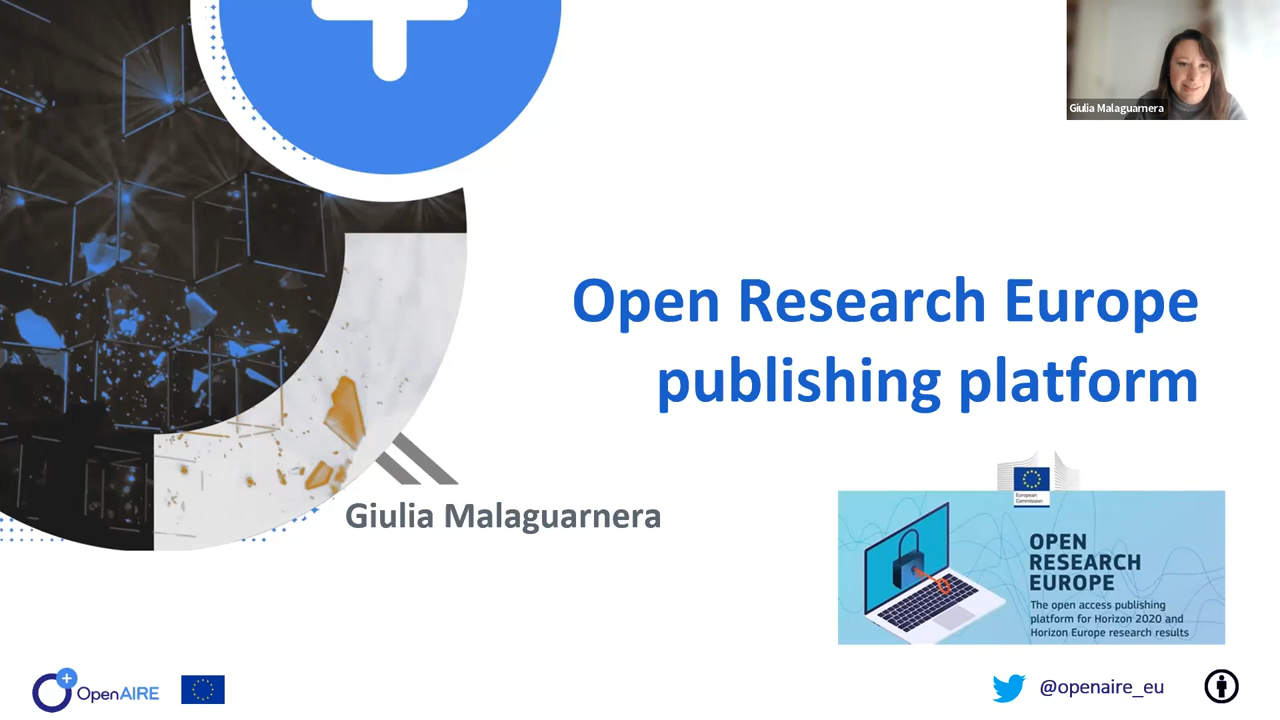 Giulia Malaguarnera
Open Research Europe
publishing platform
Giulia Malaguarnera
European
Commission
OPEN
RESEARCH
EUROPE
The open access publishing
platform for Horizon 2020 and
Horizon Europe research results
OpenAIRE
@openaire_eu